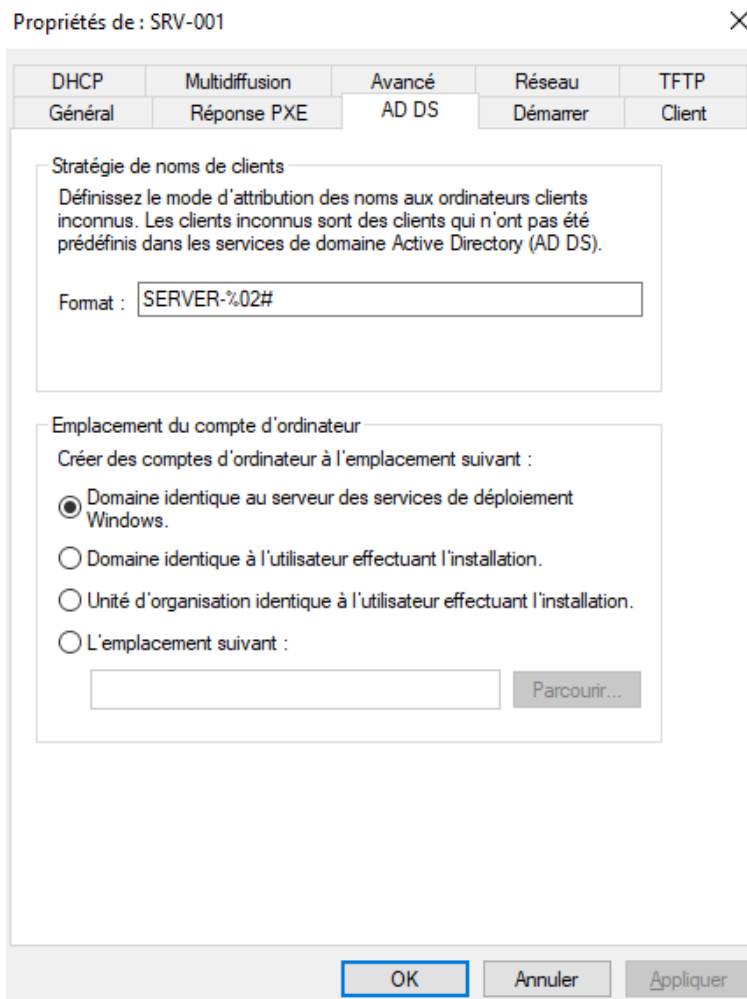 Propriétés de : SRV-001
DHCP Multidiffusion Avancé Réseau TFTP
Général Réponse PXE AD DS Démarrer Client
Stratégie de noms de clients
Définissez le mode d'attribution des noms aux ordinateurs clients
inconnus. Les clients inconnus sont des clients qui n'ont pas été
prédéfinis dans les services de domaine Active Directory (AD DS).
Format : SERVER-%02#
Emplacement du compte d'ordinateur
Créer des comptes d'ordinateur à l'emplacement suivant :
Domaine identique au serveur des services de déploiement
Windows.
Domaine identique à l'utilisateur effectuant l'installation.
Unité d'organisation identique à l'utilisateur effectuant l'installation.
L'emplacement suivant :
Parcourir...
OK Annuler Appliquer